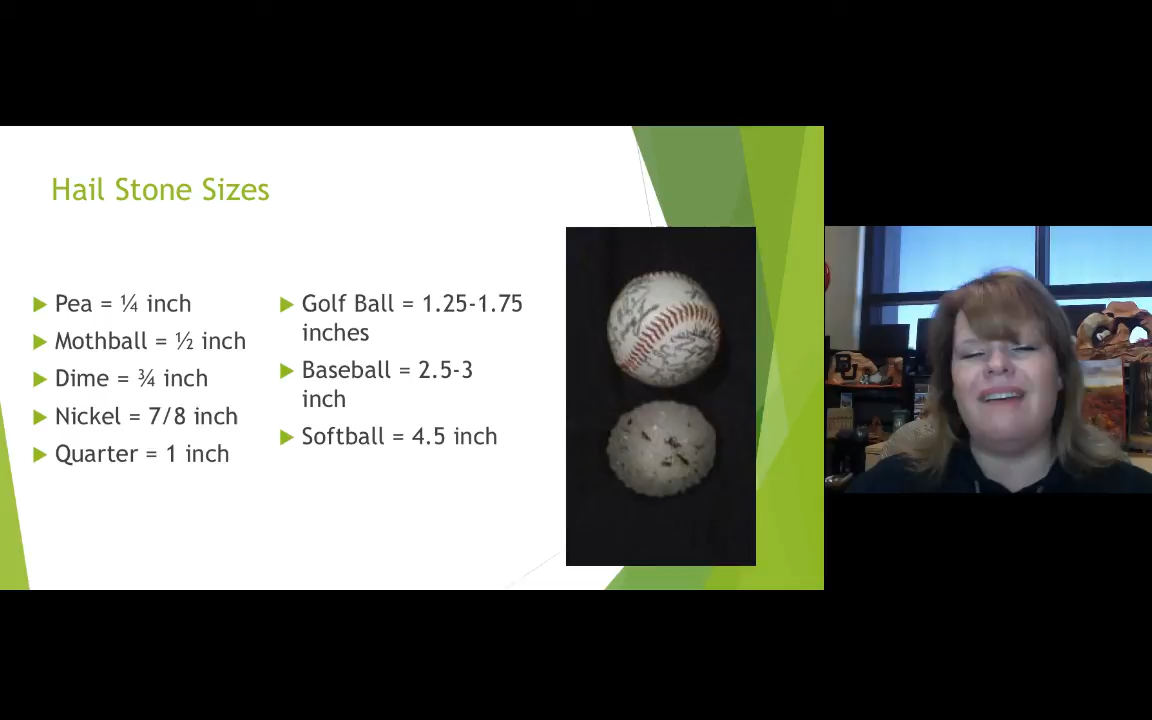 Hail Stone Sizes
Pea = ¼ inch
Mothball = ½ inch
Dime = ¾ inch
Nickel = 7/8 inch
Quarter = 1 inch
Golf Ball = 1.25-1.75
inches
Baseball = 2.5-3
inch
Softball = 4.5 inch